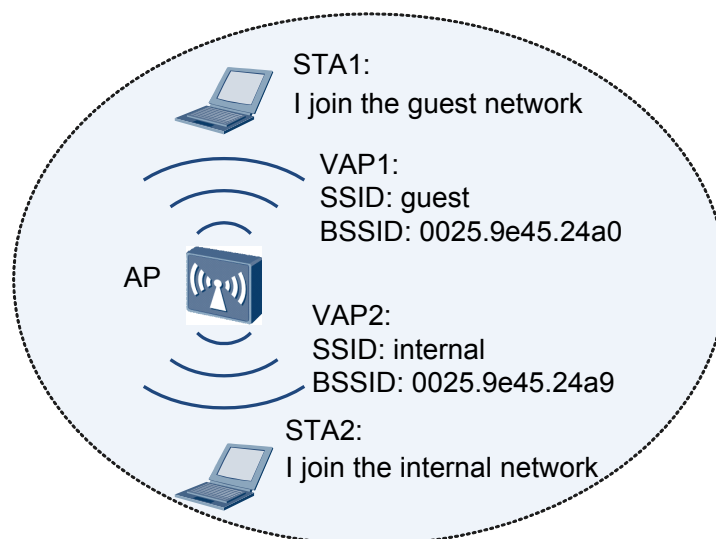 STA1:
I join the guest network
VAP1:
SSID: guest
BSSID: 0025.9e45.24a0
AP
VAP2:
SSID: internal
BSSID: 0025.9e45.24a9
STA2:
I join the internal network